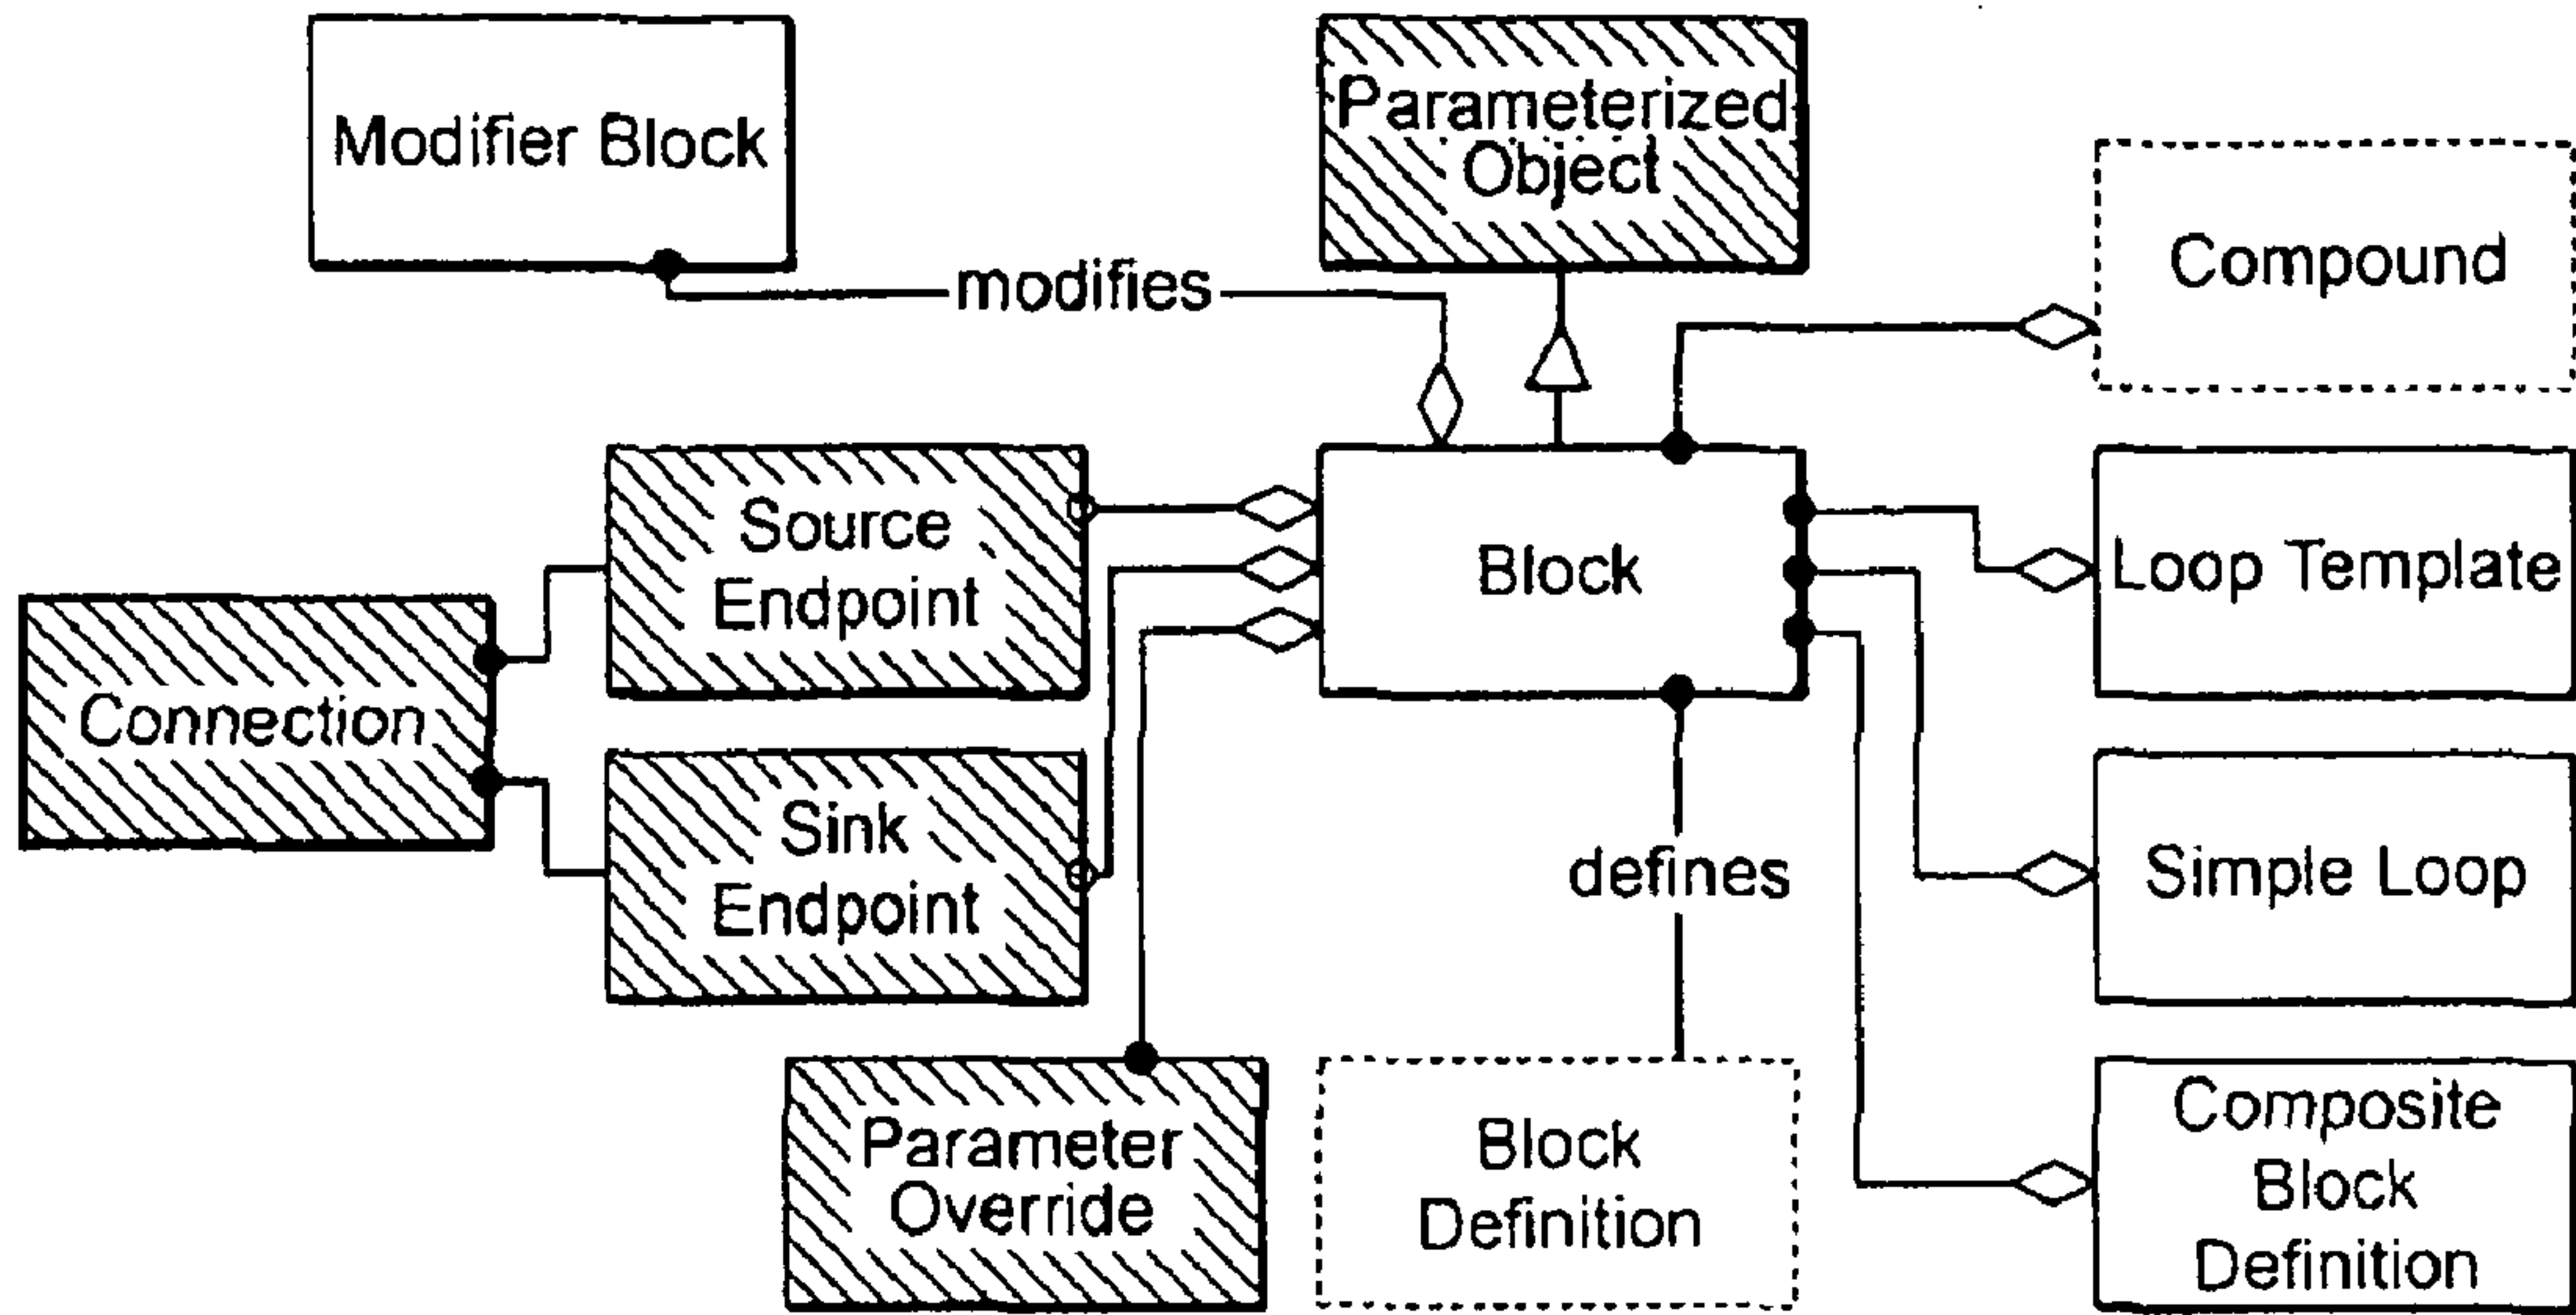 Modifier Block
Parameterized
Object
Compound
modifies
Source
Endpoint
Block
Loop Template
Connection
Sink
Endpoint
defines
Simple Loop
Parameter
Override
Block
Definition
Composite
Block
Definition